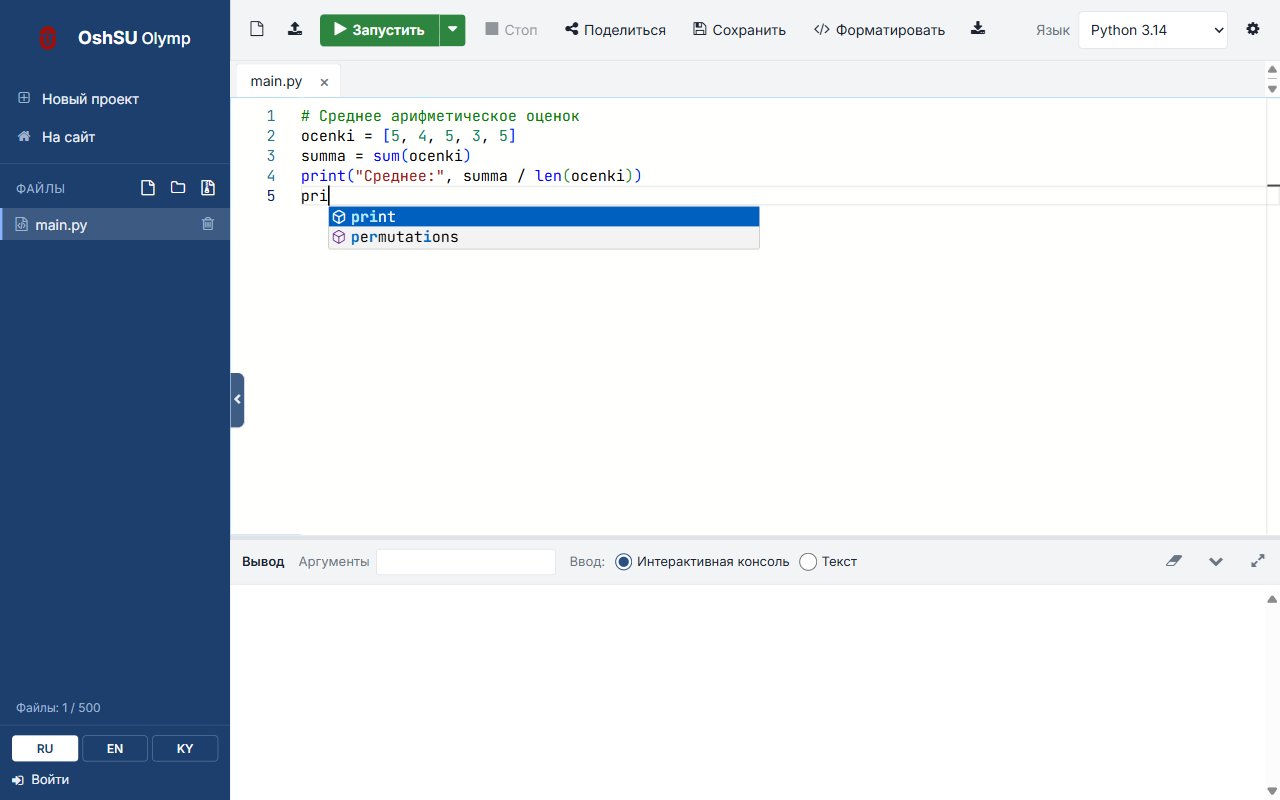 OshSU Olymp
Новый проект
На сайт
ФАЙЛЫ
main.py
Файлы: 1 / 500
RU EN KY
Войти
Запустить Стоп Поделиться Сохранить Форматировать Язык Python 3.14
main.py ×
1 # Среднее арифметическое оценок
2 ocenki = [5, 4, 5, 3, 5]
3 summa = sum(ocenki)
4 print("Среднее:", summa / len(ocenki))
5 pri
print
permutations
Вывод Аргументы Ввод: Интерактивная консоль Текст